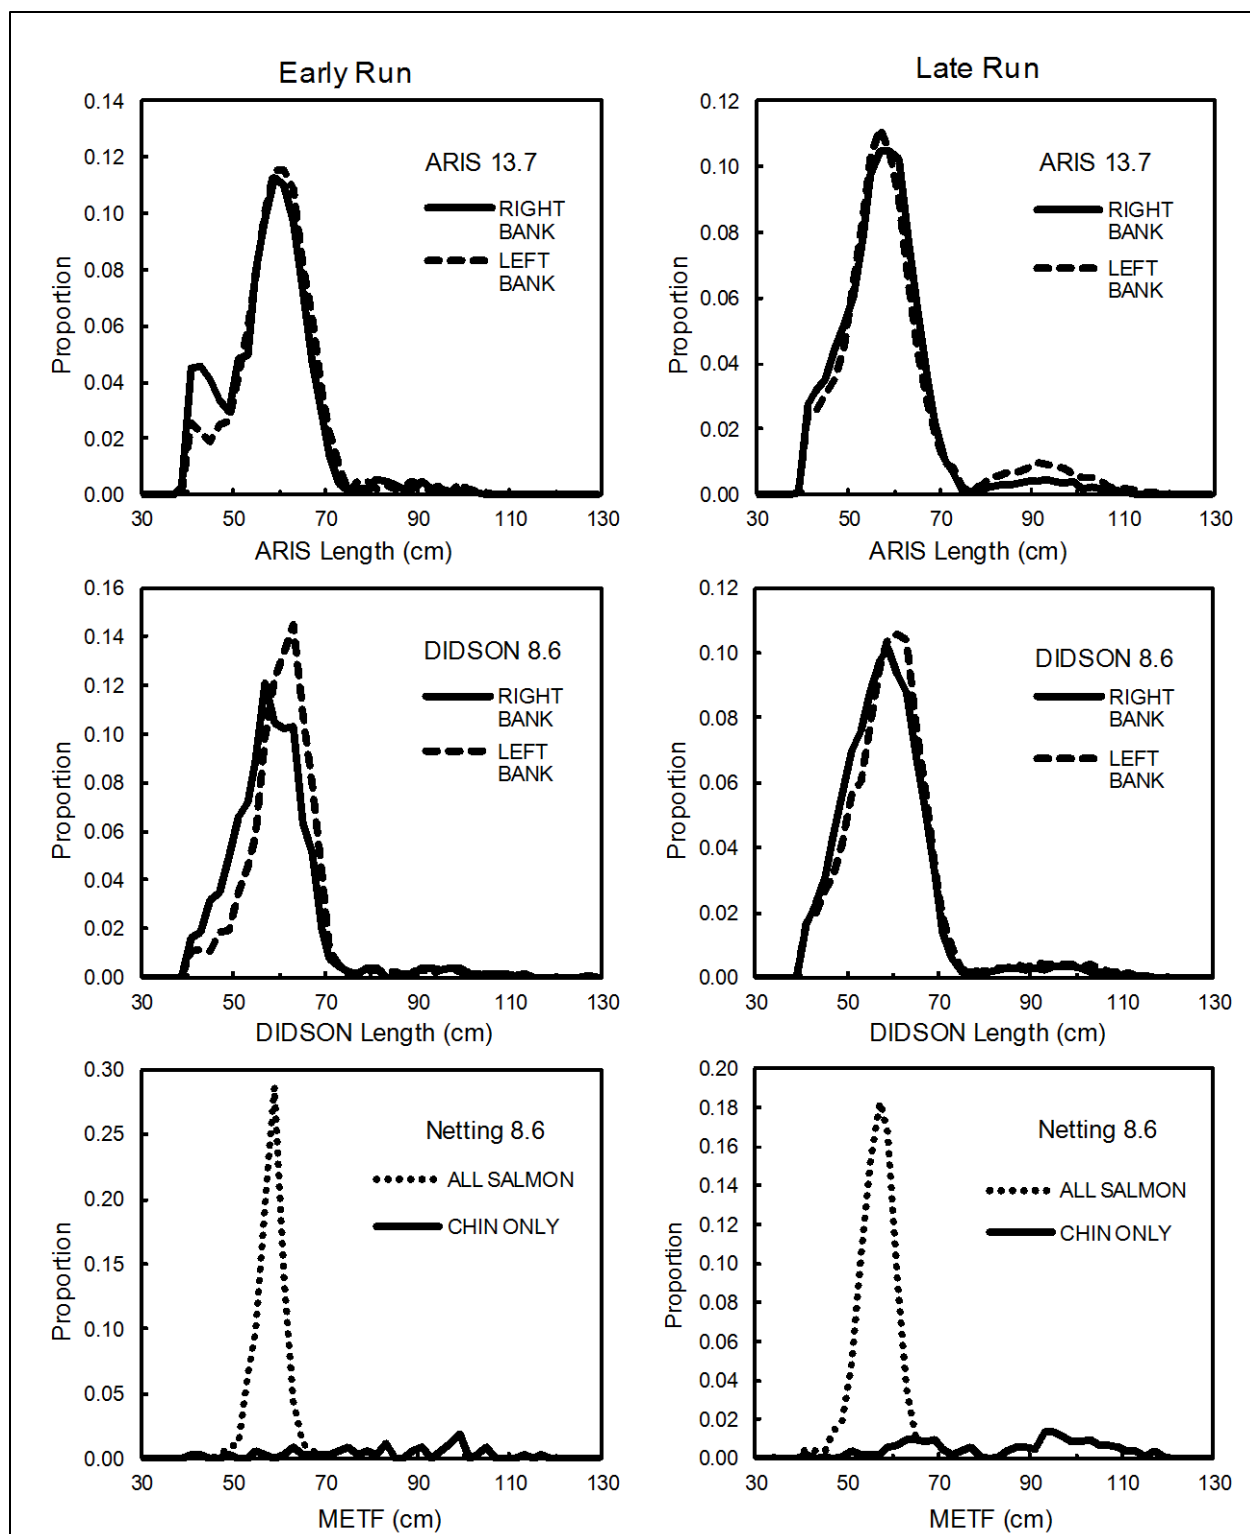 Early Run
Late Run
0.14
0.12
0.10
0.08
0.06
0.04
0.02
0.00
Proportion
ARIS 13.7
RIGHT
BANK
LEFT
BANK
30 50 70 90 110 130
ARIS Length (cm)
0.12
0.10
0.08
0.06
0.04
0.02
0.00
Proportion
ARIS 13.7
RIGHT
BANK
LEFT
BANK
30 50 70 90 110 130
ARIS Length (cm)
0.16
0.14
0.12
0.10
0.08
0.06
0.04
0.02
0.00
Proportion
DIDSON 8.6
RIGHT
BANK
LEFT
BANK
30 50 70 90 110 130
DIDSON Length (cm)
0.12
0.10
0.08
0.06
0.04
0.02
0.00
Proportion
DIDSON 8.6
RIGHT
BANK
LEFT
BANK
30 50 70 90 110 130
DIDSON Length (cm)
0.30
0.25
0.20
0.15
0.10
0.05
0.00
Proportion
Netting 8.6
ALL SALMON
CHIN ONLY
30 50 70 90 110 130
METF (cm)
0.20
0.18
0.16
0.14
0.12
0.10
0.08
0.06
0.04
0.02
0.00
Proportion
Netting 8.6
ALL SALMON
CHIN ONLY
30 50 70 90 110 130
METF (cm)